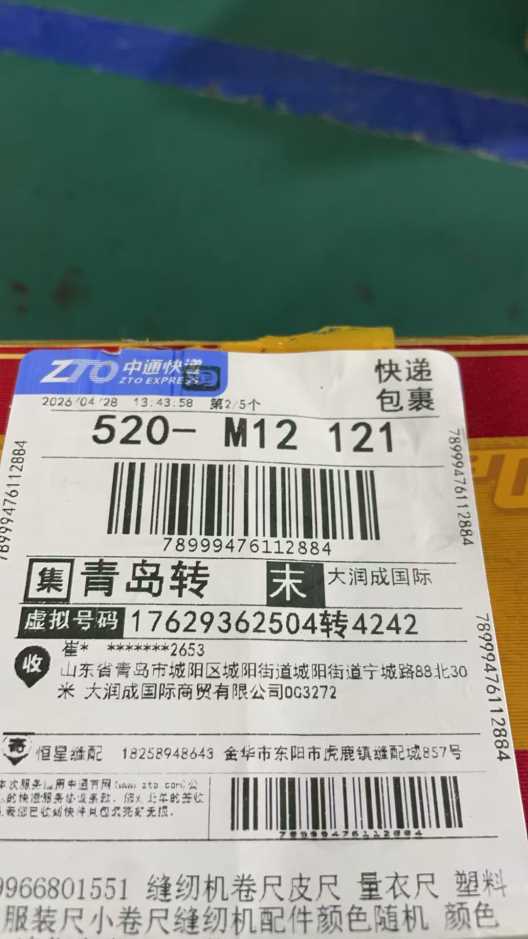 ZTO 中通快递
ZTO EXPRESS
快递
包裹
2026/04/28 13:43:58 第2/5个
520- M12 121
78999476112884
78999476112884
78999476112884
集 青岛转 末 大润成国际
虚拟号码 17629362504转4242
收 崔* *******2653
山东省青岛市城阳区城阳街道城阳街道宁城路88北30
米 大润成国际商贸有限公司0G3272
78999476112884
寄 恒星缝配 18258948643 金华市东阳市虎鹿镇缝配城857号
78999476112884
9966801551 缝纫机卷尺皮尺 量衣尺 塑料
服装尺小卷尺缝纫机配件颜色随机 颜色